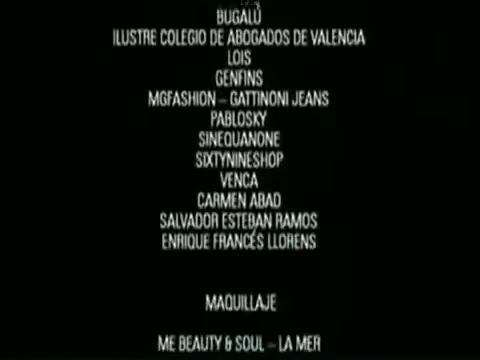 BUGALÚ
ILUSTRE COLEGIO DE ABOGADOS DE VALENCIA
LOIS
GENFINS
MGFASHION – GATTINONI JEANS
PABLOSKY
SINEQUANONE
SIXTYNINESHOP
VENCA
CARMEN ABAD
SALVADOR ESTEBAN RAMOS
ENRIQUE FRANCÉS LLORENS
MAQUILLAJE
ME BEAUTY & SOUL – LA MER